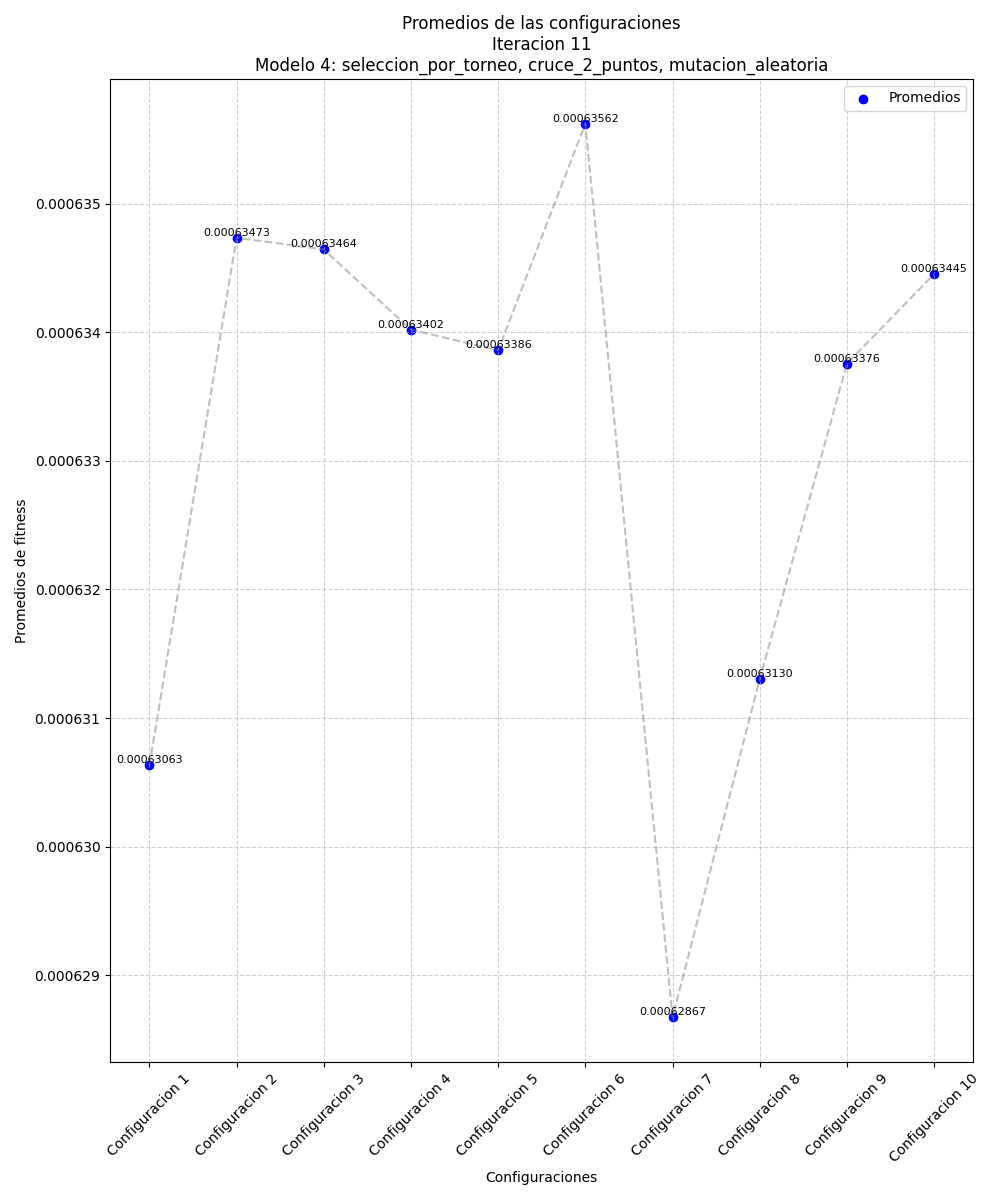 Promedios de las configuraciones
Iteracion 11
Modelo 4: seleccion_por_torneo, cruce_2_puntos, mutacion_aleatoria
Promedios
0.00063562
0.000635
0.00063473
0.00063464
0.00063445
0.00063402
0.000634
0.00063386
0.00063376
0.000633
0.000632
Promedios de fitness
0.00063130
0.000631
0.00063063
0.000630
0.000629
0.00062867
Configuracion 1
Configuracion 2
Configuracion 3
Configuracion 4
Configuracion 5
Configuracion 6
Configuracion 7
Configuracion 8
Configuracion 9
Configuracion 10
Configuraciones